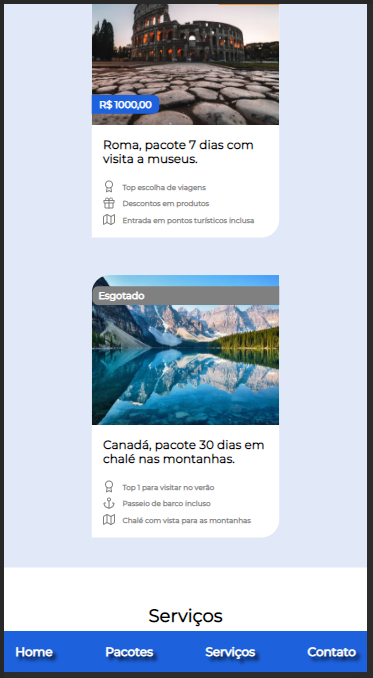 R$ 1000,00
Roma, pacote 7 dias com
visita a museus.
Top escolha de viagens
Descontos em produtos
Entrada em pontos turísticos inclusa
Esgotado
Canadá, pacote 30 dias em
chalé nas montanhas.
Top 1 para visitar no verão
Passeio de barco incluso
Chalé com vista para as montanhas
Serviços
Home Pacotes Serviços Contato